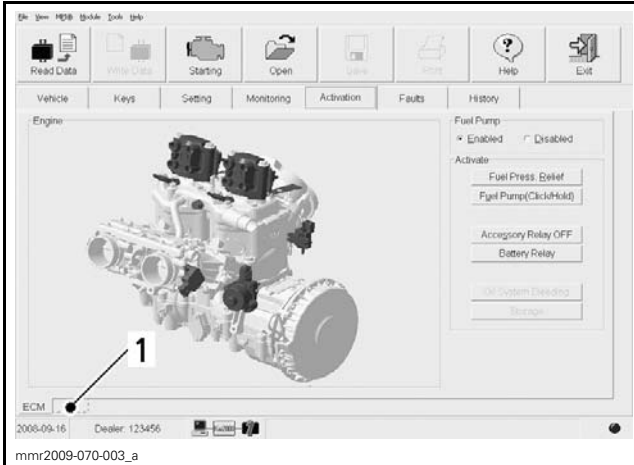 File View MPI Module Tools Help
Read Data Write Data Starting Open Save Print Help Exit
Vehicle Keys Setting Monitoring Activation Faults History
Engine
Fuel Pump
Enabled Disabled
Activate
Fuel Press. Relief
Fuel Pump(Click/Hold)
Accessory Relay OFF
Battery Relay
Oil System Bleeding
Storage
1
ECM
2008-09-16 Dealer: 123456
mmr2009-070-003_a